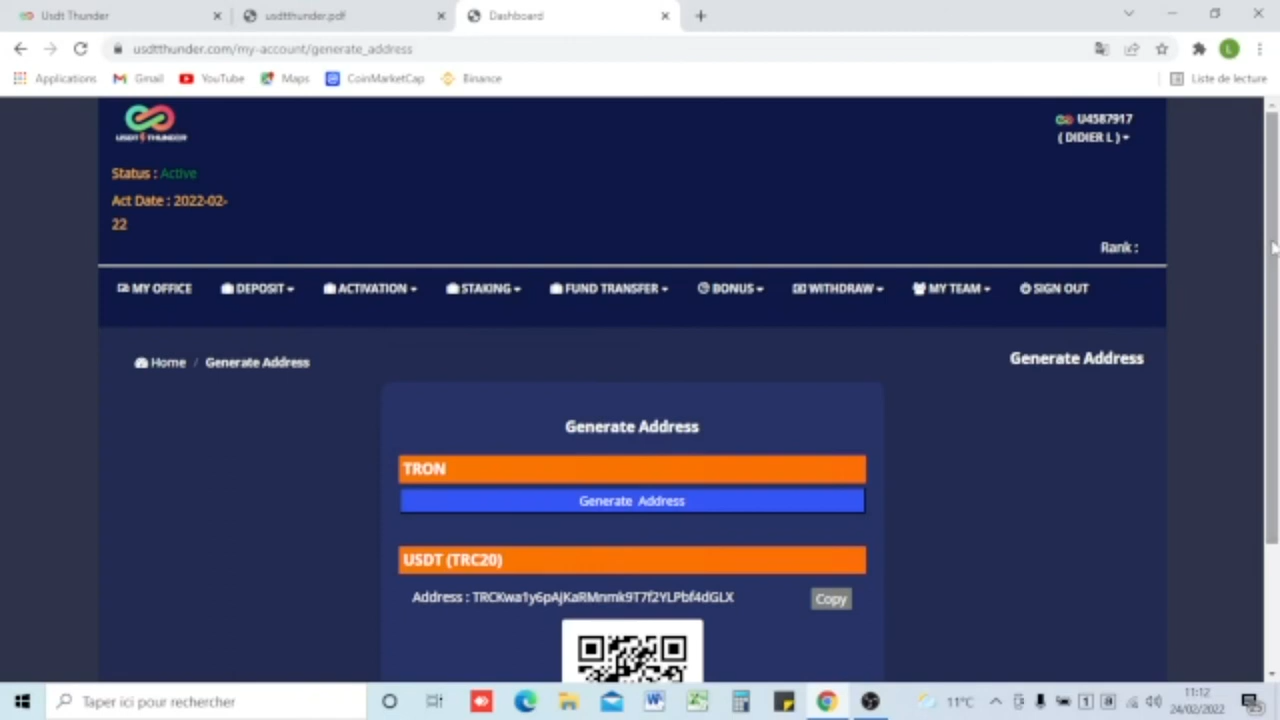 Usdt Thunder
usdtthunder.pdf
Dashboard
usdtthunder.com/my-account/generate_address
Applications
Gmail
YouTube
Maps
CoinMarketCap
Binance
Liste de lecture
USDT THUNDER
U4587917
( DIDIER L )
Status : Active
Act Date : 2022-02-
22
Rank :
MY OFFICE
DEPOSIT
ACTIVATION
STAKING
FUND TRANSFER
BONUS
WITHDRAW
MY TEAM
SIGN OUT
Home / Generate Address
Generate Address
Generate Address
TRON
Generate Address
USDT (TRC20)
Address : TRCKwa1y6pAjKaRMnmk9T7f2YLPbf4dGLX
Copy
Taper ici pour rechercher
11°C
11:12
24/02/2022